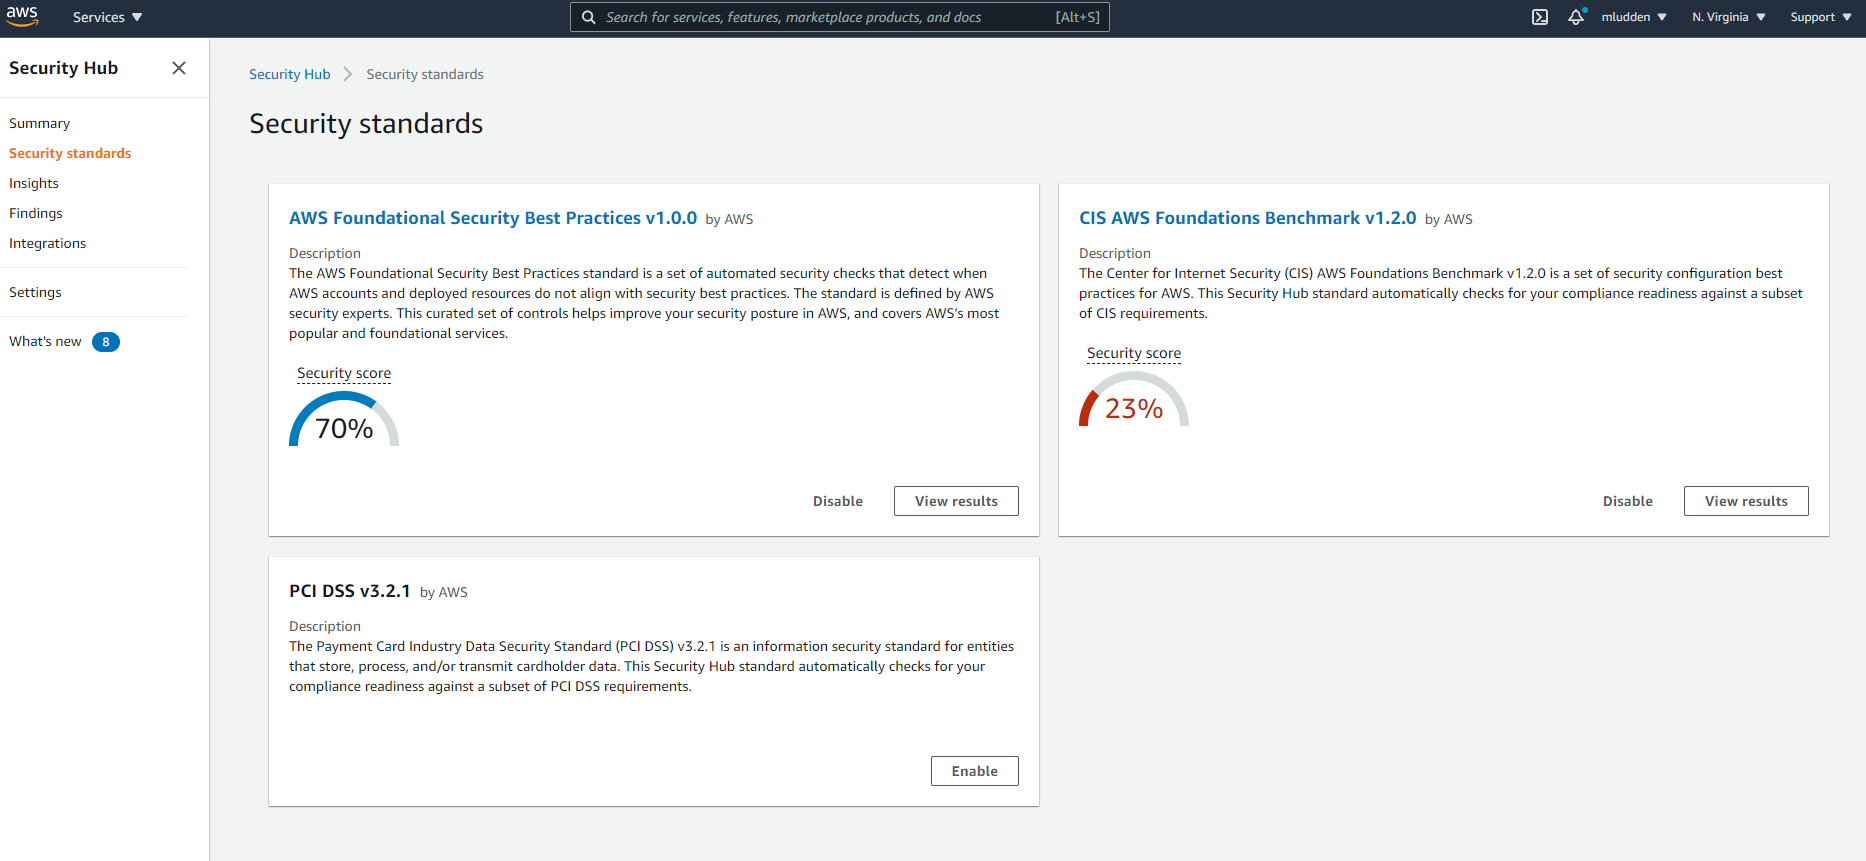 aws
Services ▼
Search for services, features, marketplace products, and docs [Alt+S]
mludden ▼
N. Virginia ▼
Support ▼
Security Hub
Summary
Security standards
Insights
Findings
Integrations
Settings
What's new 8
Security Hub > Security standards
Security standards
AWS Foundational Security Best Practices v1.0.0 by AWS
Description
The AWS Foundational Security Best Practices standard is a set of automated security checks that detect when
AWS accounts and deployed resources do not align with security best practices. The standard is defined by AWS
security experts. This curated set of controls helps improve your security posture in AWS, and covers AWS's most
popular and foundational services.
Security score
70%
Disable
View results
CIS AWS Foundations Benchmark v1.2.0 by AWS
Description
The Center for Internet Security (CIS) AWS Foundations Benchmark v1.2.0 is a set of security configuration best
practices for AWS. This Security Hub standard automatically checks for your compliance readiness against a subset
of CIS requirements.
Security score
23%
Disable
View results
PCI DSS v3.2.1 by AWS
Description
The Payment Card Industry Data Security Standard (PCI DSS) v3.2.1 is an information security standard for entities
that store, process, and/or transmit cardholder data. This Security Hub standard automatically checks for your
compliance readiness against a subset of PCI DSS requirements.
Enable